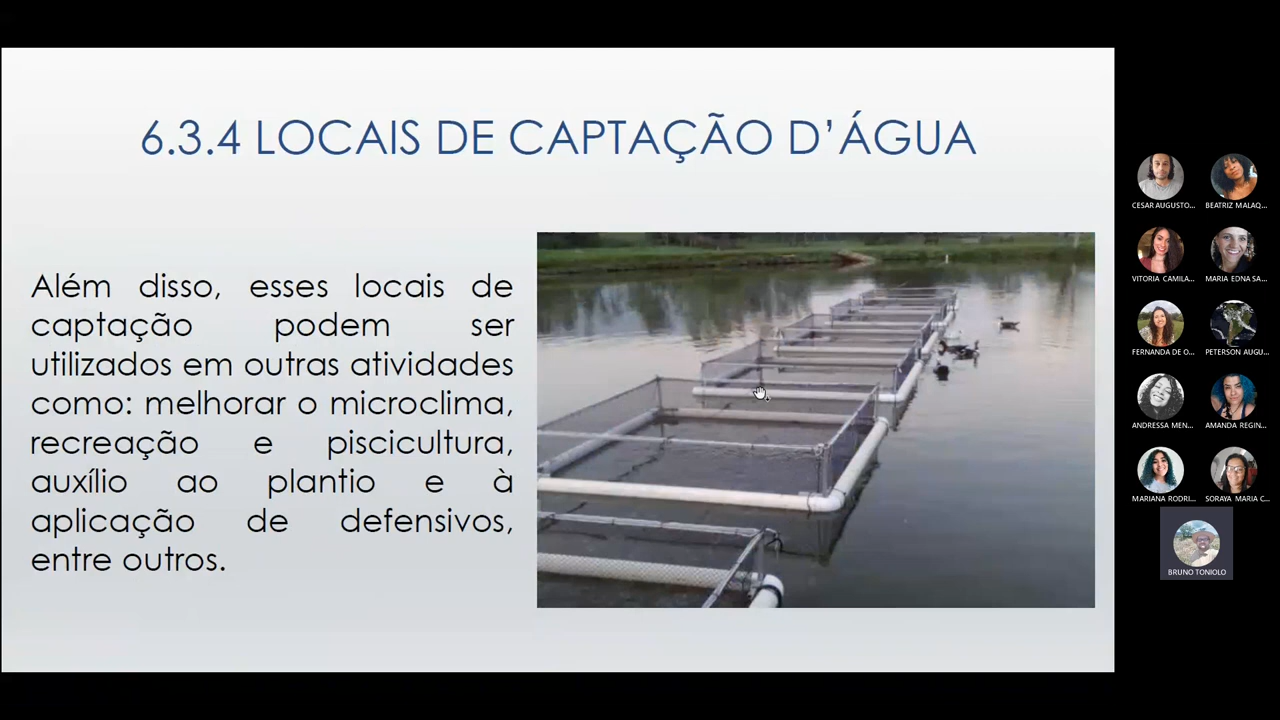 6.3.4 LOCAIS DE CAPTAÇÃO D’ÁGUA
Além disso, esses locais de
captação podem ser
utilizados em outras atividades
como: melhorar o microclima,
recreação e piscicultura,
auxílio ao plantio e à
aplicação de defensivos,
entre outros.
CESAR AUGUSTO...
BEATRIZ MALAQ...
VITORIA CAMILA...
MARIA EDNA SA...
FERNANDA DE O...
PETERSON AUGU...
ANDRESSA MEN...
AMANDA REGIN...
MARIANA RODRI...
SORAYA MARIA C...
BRUNO TONIOLO